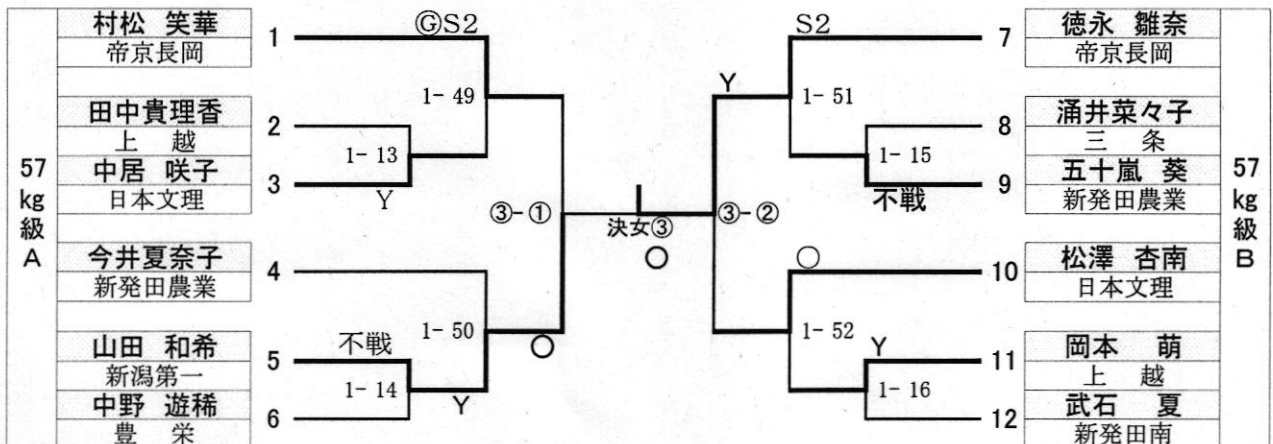 57
kg
級
A
村松 笑華
帝京長岡
1
ⒼS2
1- 49
田中貴理香
上 越
2
1- 13
中居 咲子
日本文理
3
Y
③-①
今井夏奈子
新発田農業
4
1- 50
○
山田 和希
新潟第一
5
不戦
1- 14
Y
中野 遊稀
豊 栄
6
決女③
○
S2
7
徳永 雛奈
帝京長岡
Y
1- 51
8
涌井菜々子
三 条
1- 15
9
五十嵐 葵
新発田農業
不戦
③-②
○
10
松澤 杏南
日本文理
1- 52
Y
11
岡本 萌
上 越
1- 16
12
武石 夏
新発田南
57
kg
級
B